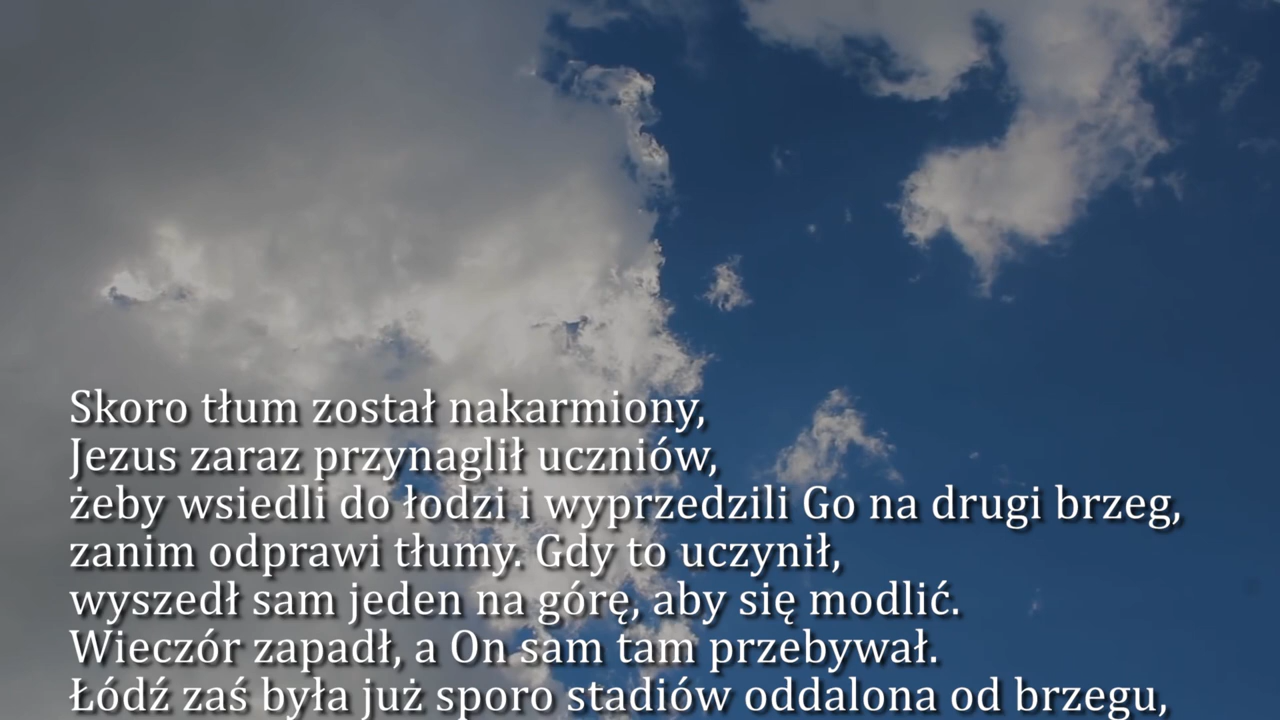 Skoro tłum został nakarmiony,
Jezus zaraz przynaglił uczniów,
żeby wsiedli do łodzi i wyprzedzili Go na drugi brzeg,
zanim odprawi tłumy. Gdy to uczynił,
wyszedł sam jeden na górę, aby się modlić.
Wieczór zapadł, a On sam tam przebywał.
Łódź zaś była już sporo stadiów oddalona od brzegu,